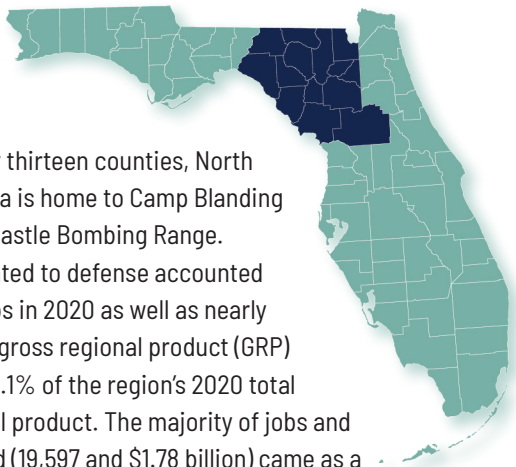 thirteen counties, North
a is home to Camp Blanding
astle Bombing Range.
ted to defense accounted
s in 2020 as well as nearly
gross regional product (GRP)
.1% of the region's 2020 total
l product. The majority of jobs and
d (19,597 and $1.78 billion) came as a